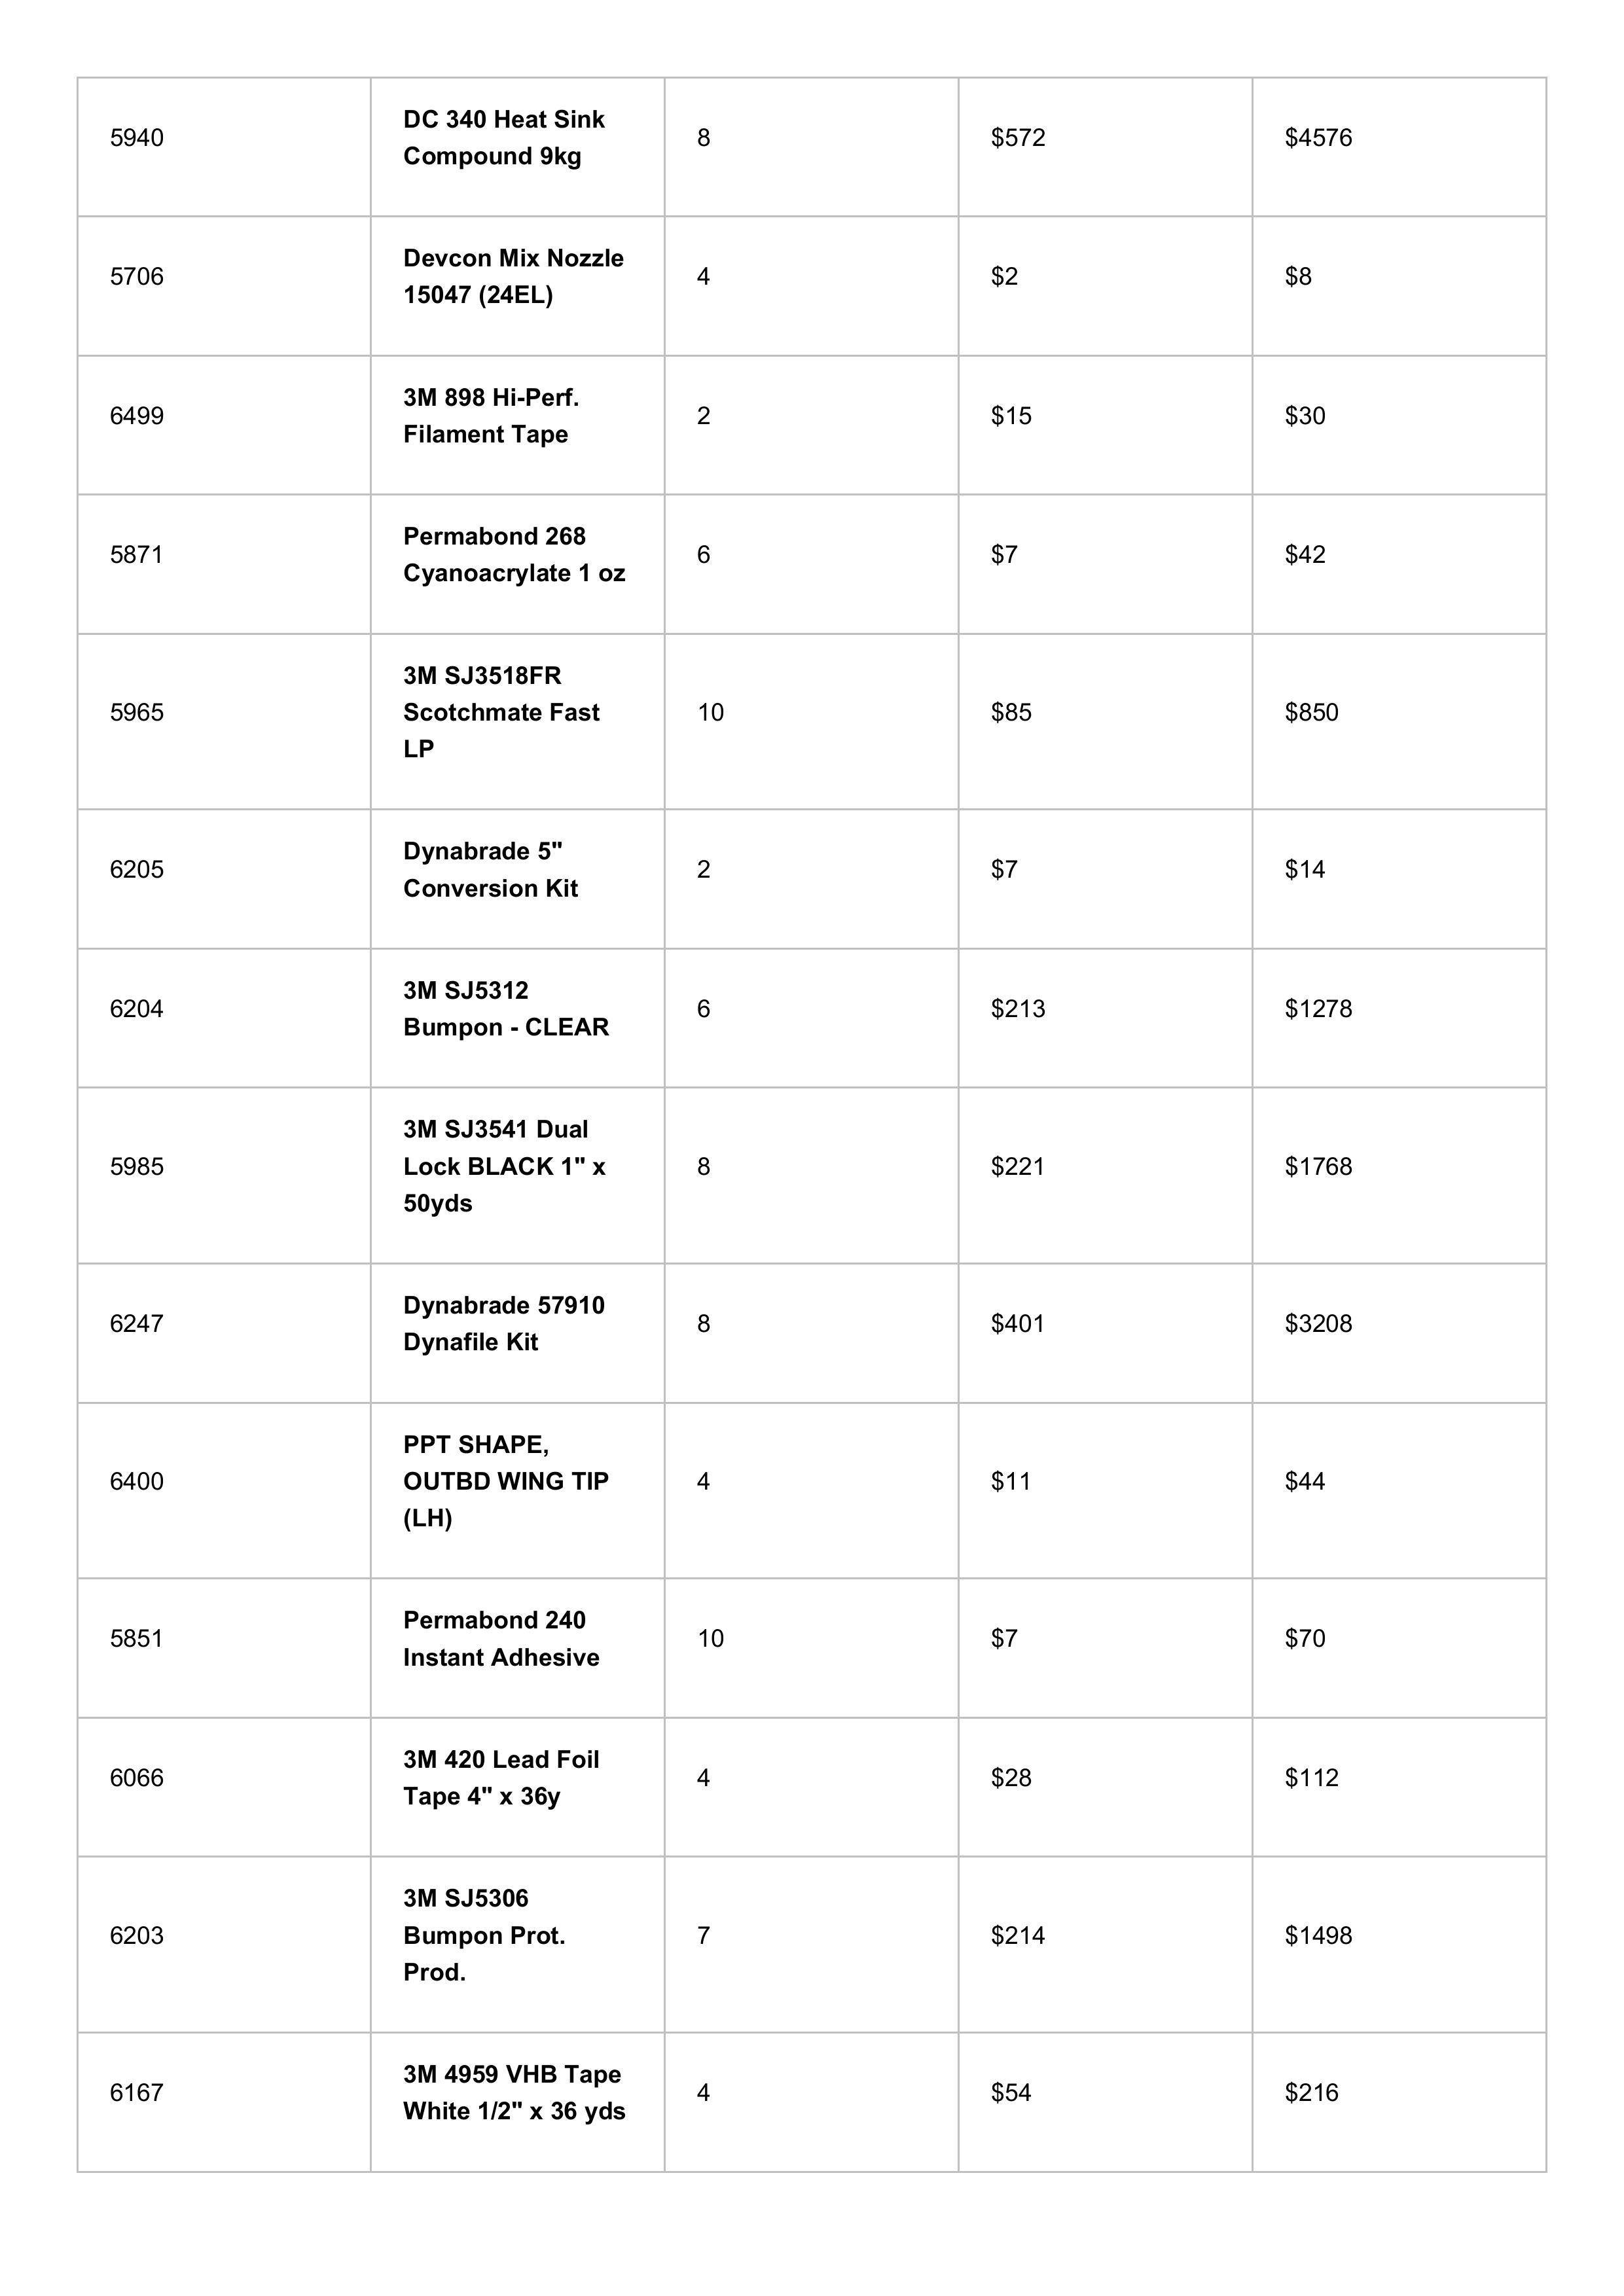 5940
DC 340 Heat Sink
Compound 9kg
8
$572
$4576
5706
Devcon Mix Nozzle
15047 (24EL)
4
$2
$8
6499
3M 898 Hi-Perf.
Filament Tape
2
$15
$30
5871
Permabond 268
Cyanoacrylate 1 oz
6
$7
$42
5965
3M SJ3518FR
Scotchmate Fast
LP
10
$85
$850
6205
Dynabrade 5"
Conversion Kit
2
$7
$14
6204
3M SJ5312
Bumpon - CLEAR
6
$213
$1278
5985
3M SJ3541 Dual
Lock BLACK 1" x
50yds
8
$221
$1768
6247
Dynabrade 57910
Dynafile Kit
8
$401
$3208
6400
PPT SHAPE,
OUTBD WING TIP
(LH)
4
$11
$44
5851
Permabond 240
Instant Adhesive
10
$7
$70
6066
3M 420 Lead Foil
Tape 4" x 36y
4
$28
$112
6203
3M SJ5306
Bumpon Prot.
Prod.
7
$214
$1498
6167
3M 4959 VHB Tape
White 1/2" x 36 yds
4
$54
$216